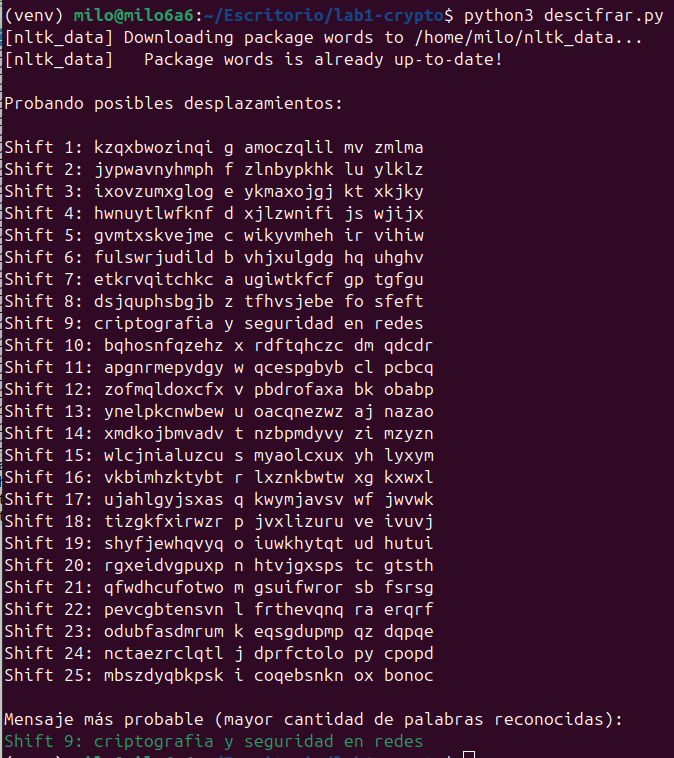 (venv) milo@milo6a6:~/Escritorio/lab1-crypto$ python3 descifrar.py
[nltk_data] Downloading package words to /home/milo/nltk_data...
[nltk_data]   Package words is already up-to-date!
Probando posibles desplazamientos:
Shift 1: kzqxbwozinqi g amoczqlil mv zmlma
Shift 2: jypwavnyhmph f zlnbypkhk lu ylklz
Shift 3: ixovzumxglog e ykmaxojgj kt xkjky
Shift 4: hwnuytlwfknf d xjlzwnifi js wjijx
Shift 5: gvmtxskvejme c wikyvmheh ir vihiw
Shift 6: fulswrjudild b vhjxulgdg hq uhghv
Shift 7: etkrvqitchkc a ugiwtkfcf gp tgfgu
Shift 8: dsjquphsbgjb z tfhvsjebe fo sfeft
Shift 9: criptografia y seguridad en redes
Shift 10: bqhosnfqzehz x rdftqhczc dm qdcdr
Shift 11: apgnrmepydgy w qcespgbyb cl pcbcq
Shift 12: zofmqldoxcfx v pbdrofaxa bk obabp
Shift 13: ynelpkcnwbew u oacqnezwz aj nazao
Shift 14: xmdkojbmvadv t nzbpmdyvy zi mzyzn
Shift 15: wlcjnialuzcu s myaolcxux yh lyxym
Shift 16: vkbimhzktybt r lxznkbwtw xg kxwxl
Shift 17: ujahlgyjsxas q kwymjavsv wf jwvwk
Shift 18: tizgkfxirwzr p jvxlizuru ve ivuvj
Shift 19: shyfjewhqvyq o iuwkhytqt ud hutui
Shift 20: rgxeidvgpuxp n htvjgxsps tc gtsth
Shift 21: qfwdhcufotwo m gsuifwror sb fsrsg
Shift 22: pevcgbtensvn l frthevqnq ra erqrf
Shift 23: odubfasdmrum k eqsgdupmp qz dqpqe
Shift 24: nctaezrclqtl j dprfctolo py cpopd
Shift 25: mbszdyqbkpsk i coqebsnkn ox bonoc
Mensaje más probable (mayor cantidad de palabras reconocidas):
Shift 9: criptografia y seguridad en redes